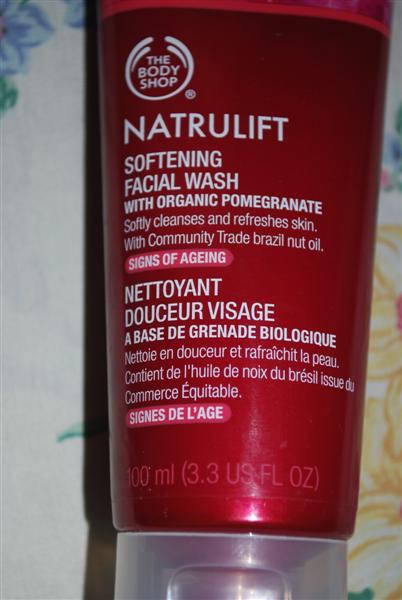 THE
BODY
SHOP
®
NATRULIFT
SOFTENING
FACIAL WASH
WITH ORGANIC POMEGRANATE
Softly cleanses and refreshes skin.
With Community Trade brazil nut oil.
SIGNS OF AGEING
NETTOYANT
DOUCEUR VISAGE
A BASE DE GRENADE BIOLOGIQUE
Nettoie en douceur et rafraîchit la peau.
Contient de l'huile de noix du brésil issue du
Commerce Équitable.
SIGNES DE L'AGE
100 ml (3.3 US FL OZ)